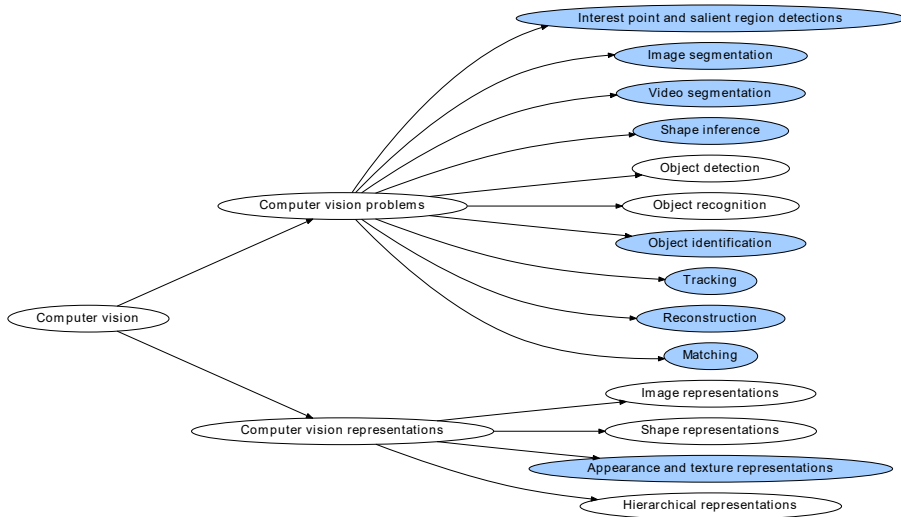 Interest point and salient region detections
Image segmentation
Video segmentation
Shape inference
Object detection
Computer vision problems
Object recognition
Object identification
Tracking
Computer vision
Reconstruction
Matching
Image representations
Computer vision representations
Shape representations
Appearance and texture representations
Hierarchical representations